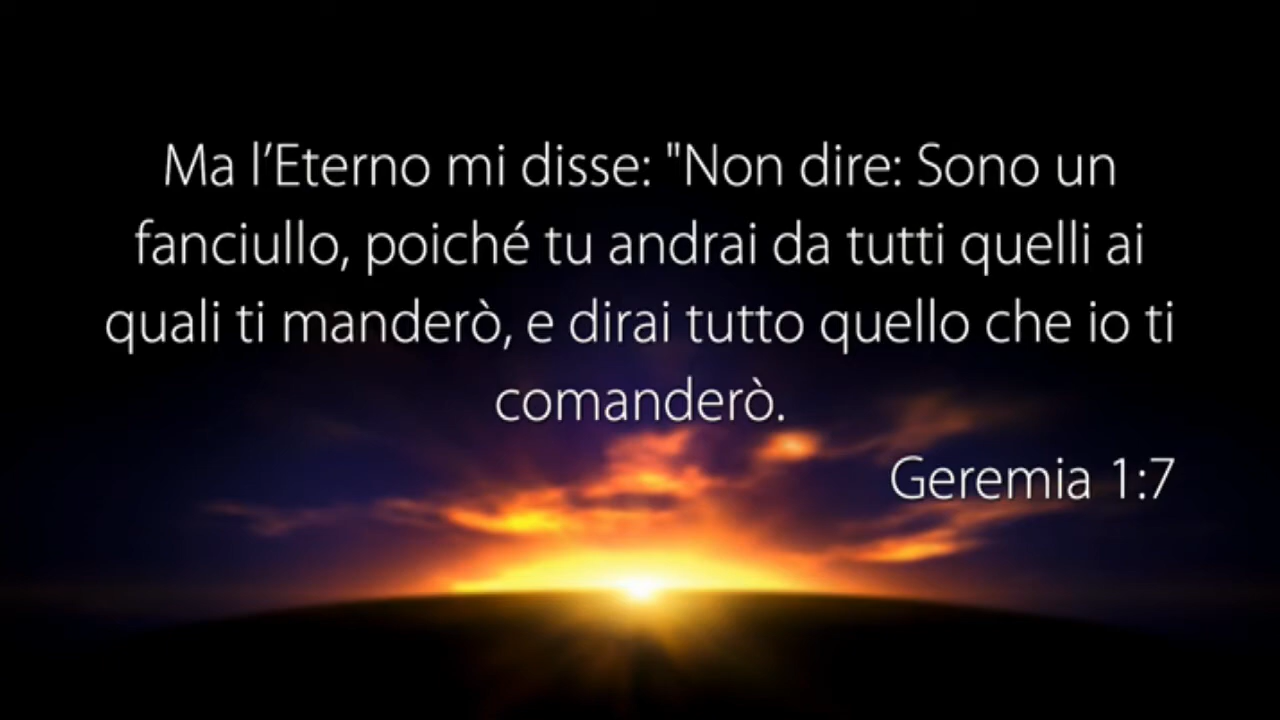 Ma l’Eterno mi disse: "Non dire: Sono un
fanciullo, poiché tu andrai da tutti quelli ai
quali ti manderò, e dirai tutto quello che io ti
comanderò.
Geremia 1:7